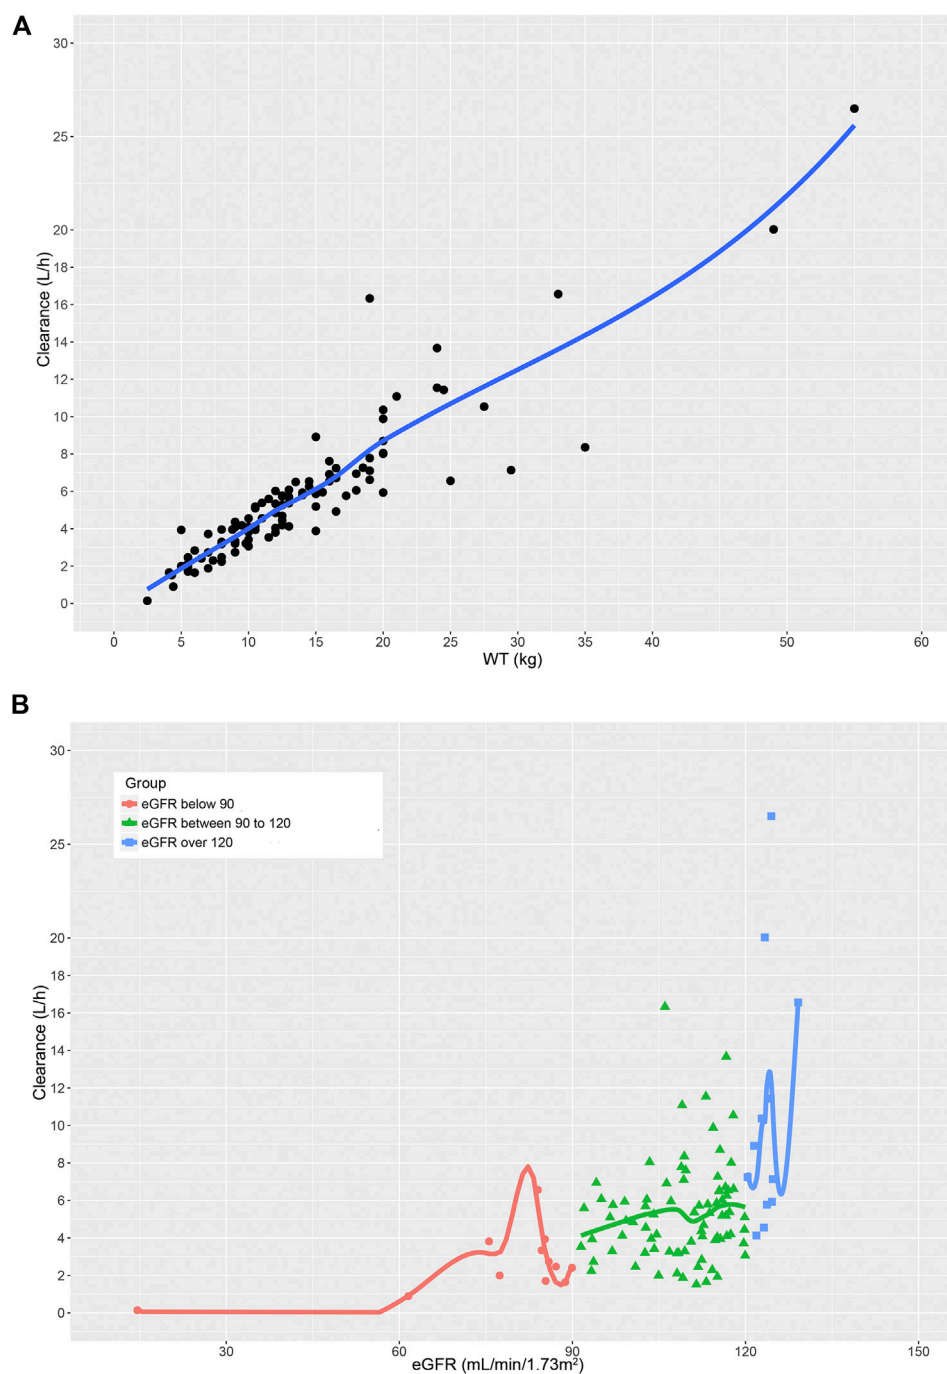 A
30
25
20
18
16
14
12
10
8
6
4
2
0
Clearance (L/h)
0 5 10 15 20 25 30 35 40 50 60
WT (kg)
B
30
25
20
18
16
14
12
10
8
6
4
2
0
Clearance (L/h)
Group
eGFR below 90
eGFR between 90 to 120
eGFR over 120
30 60 90 120 150
eGFR (mL/min/1.73m²)